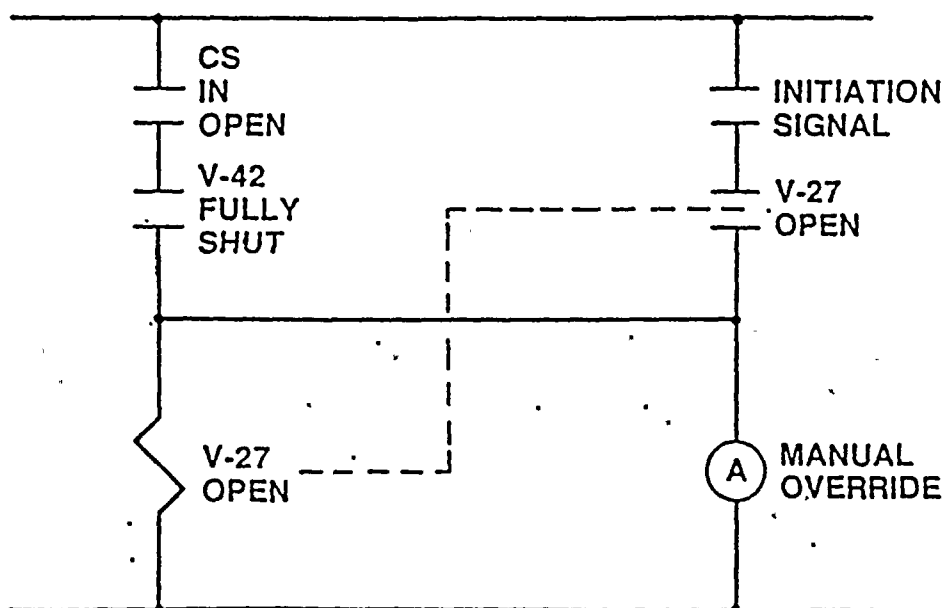 CS
IN
OPEN
V-42
FULLY
SHUT
INITIATION
SIGNAL
V-27
OPEN
V-27
OPEN
A
MANUAL
OVERRIDE